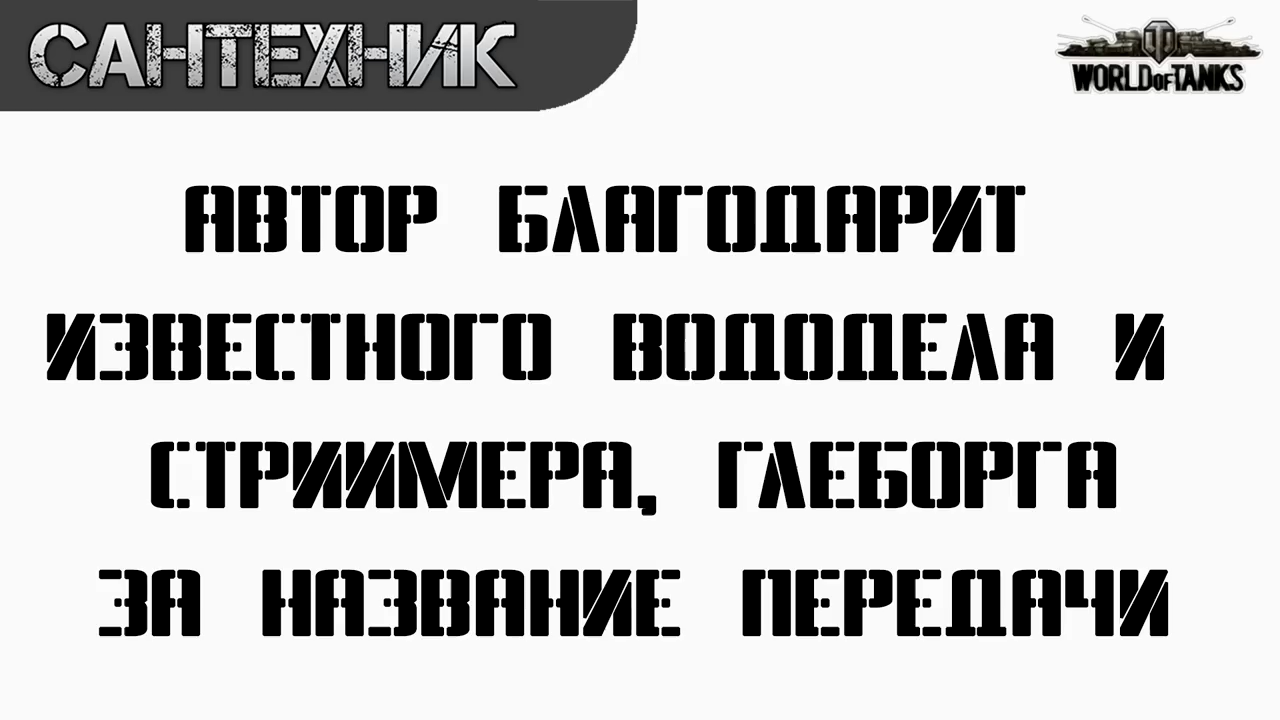 САНТЕХНИК
WORLD OF TANKS
АВТОР БЛАГОДАРИТ
ИЗВЕСТНОГО ВОДОДЕЛА И
СТРИИМЕРА, ГЛЕБОРГА
ЗА НАЗВАНИЕ ПЕРЕДАЧИ